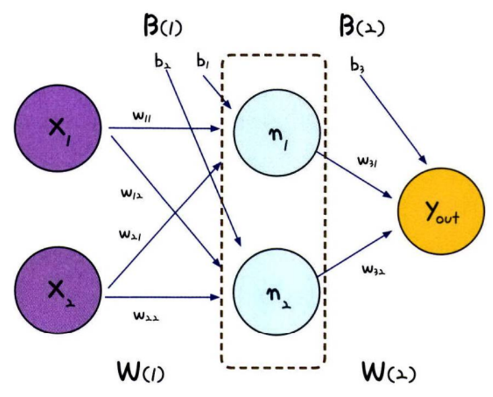 B(1)
B(2)
b₂
b₁
b₃
X₁
w₁₁
n₁
w₃₁
w₁₂
Yout
w₂₁
X₂
w₂₂
n₂
w₃₂
W(1)
W(2)